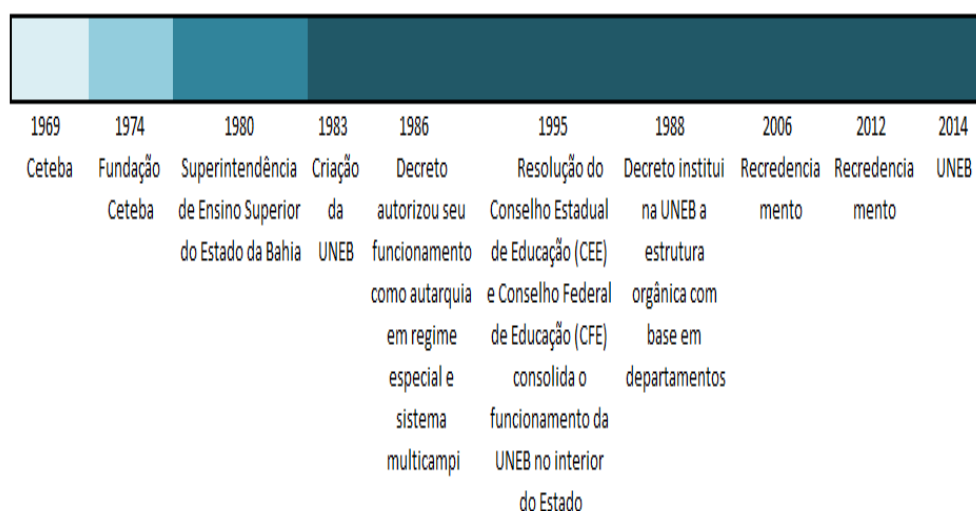 1969
Ceteba
1974
Fundação
Ceteba
1980
Superintendência
de Ensino Superior
do Estado da Bahia
1983
Criação
da
UNEB
1986
Decreto
autorizou seu
funcionamento
como autarquia
em regime
especial e
sistema
multicampi
1995
Resolução do
Conselho Estadual
de Educação (CEE)
e Conselho Federal
de Educação (CFE)
consolida o
funcionamento da
UNEB no interior
do Estado
1988
Decreto institui
na UNEB a
estrutura
orgânica com
base em
departamentos
2006
Recredencia
mento
2012
Recredencia
mento
2014
UNEB